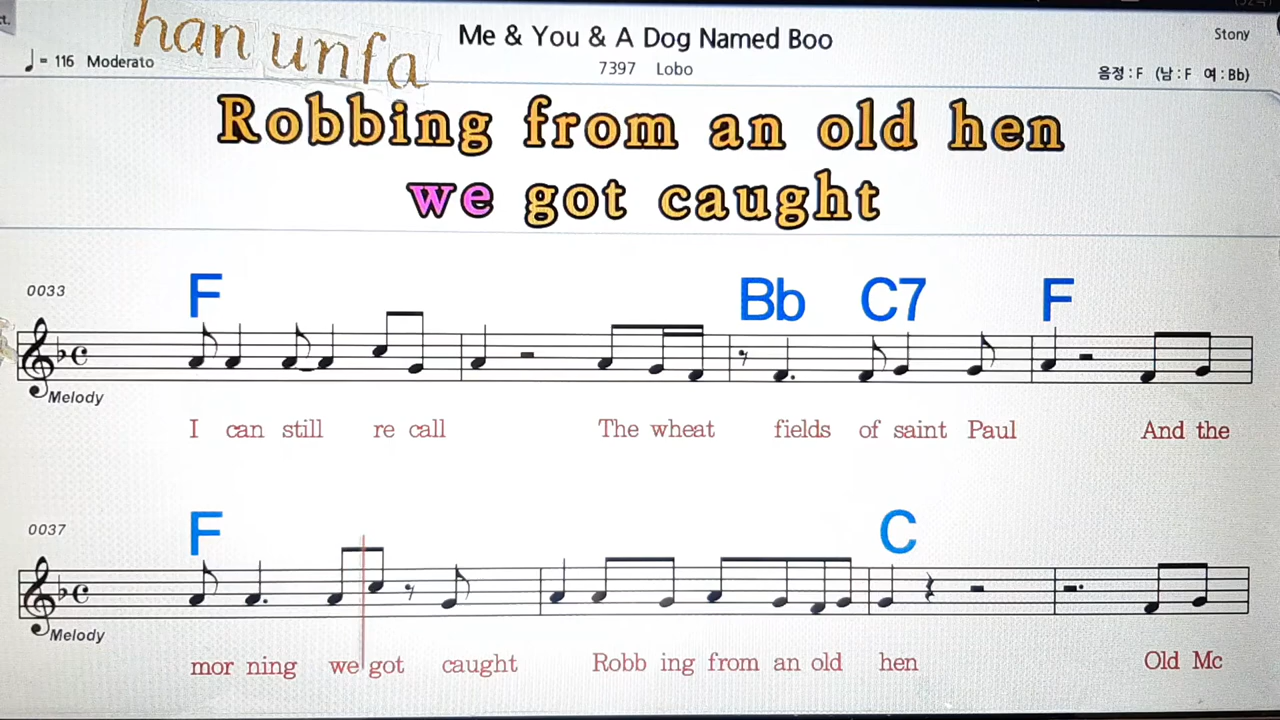 ct.
han unfa
Me & You & A Dog Named Boo
Stony
= 116 Moderato
7397 Lobo
음정 : F (남 : F 여 : Bb)
Robbing from an old hen
we got caught
0033
F Bb C7 F
Melody
I can still re call The wheat fields of saint Paul And the
0037
F C
Melody
mor ning we got caught Robb ing from an old hen Old Mc